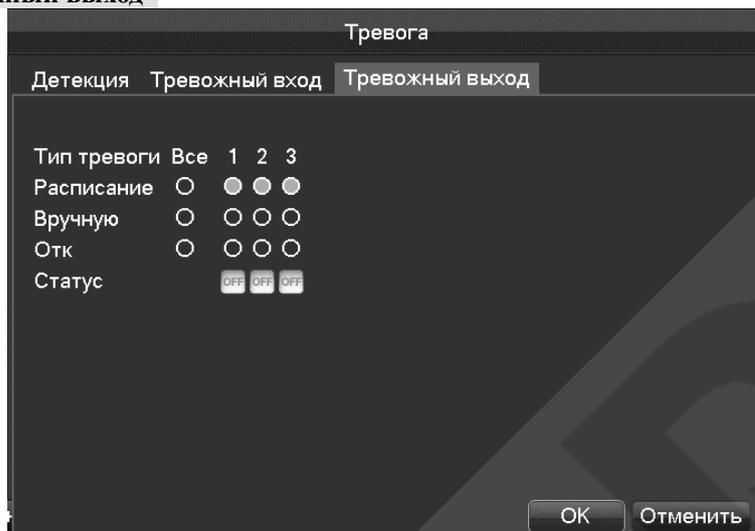 Тревога
Детекция Тревожный вход Тревожный выход
Тип тревоги Все 1 2 3
Расписание
Вручную
Отк
Статус OFF OFF OFF
OK Отменить